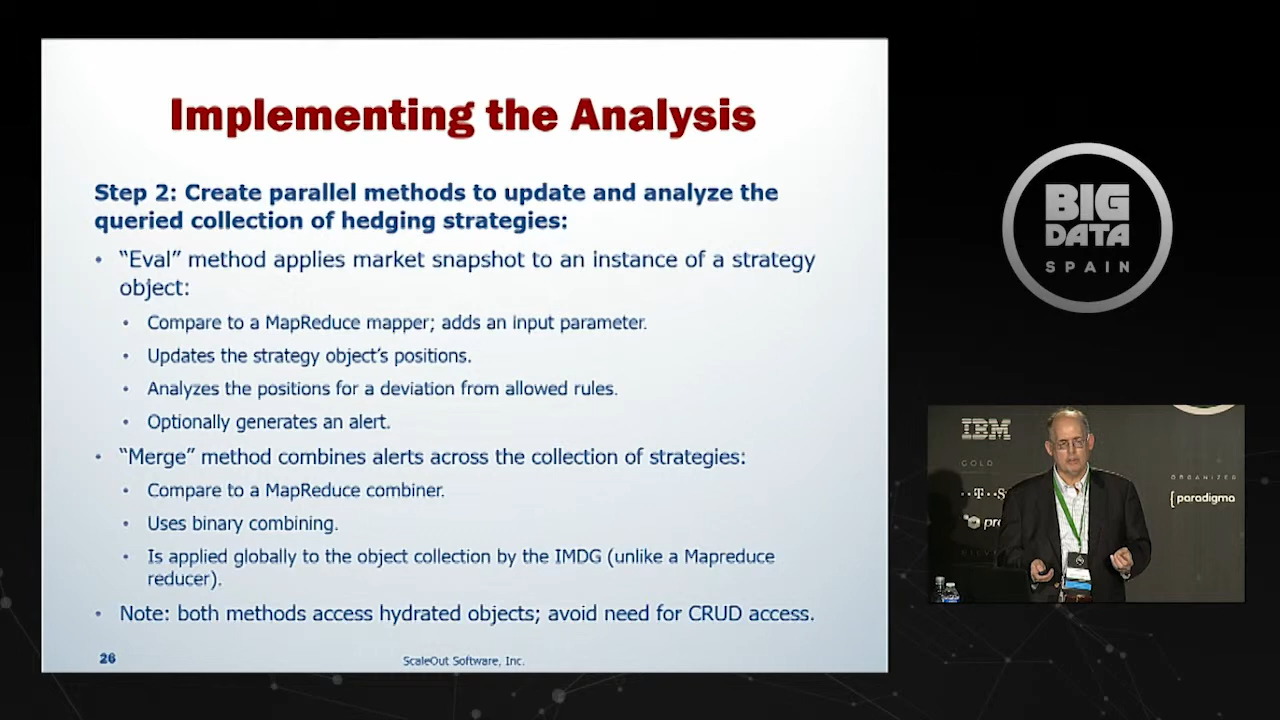 Implementing the Analysis
Step 2: Create parallel methods to update and analyze the
queried collection of hedging strategies:
• “Eval” method applies market snapshot to an instance of a strategy
object:
• Compare to a MapReduce mapper; adds an input parameter.
• Updates the strategy object’s positions.
• Analyzes the positions for a deviation from allowed rules.
• Optionally generates an alert.
• “Merge” method combines alerts across the collection of strategies:
• Compare to a MapReduce combiner.
• Uses binary combining.
• Is applied globally to the object collection by the IMDG (unlike a Mapreduce
reducer).
• Note: both methods access hydrated objects; avoid need for CRUD access.
26
ScaleOut Software, Inc.
BIG
DATA
SPAIN
IBM
GOLD
ORGANIZER
paradigma